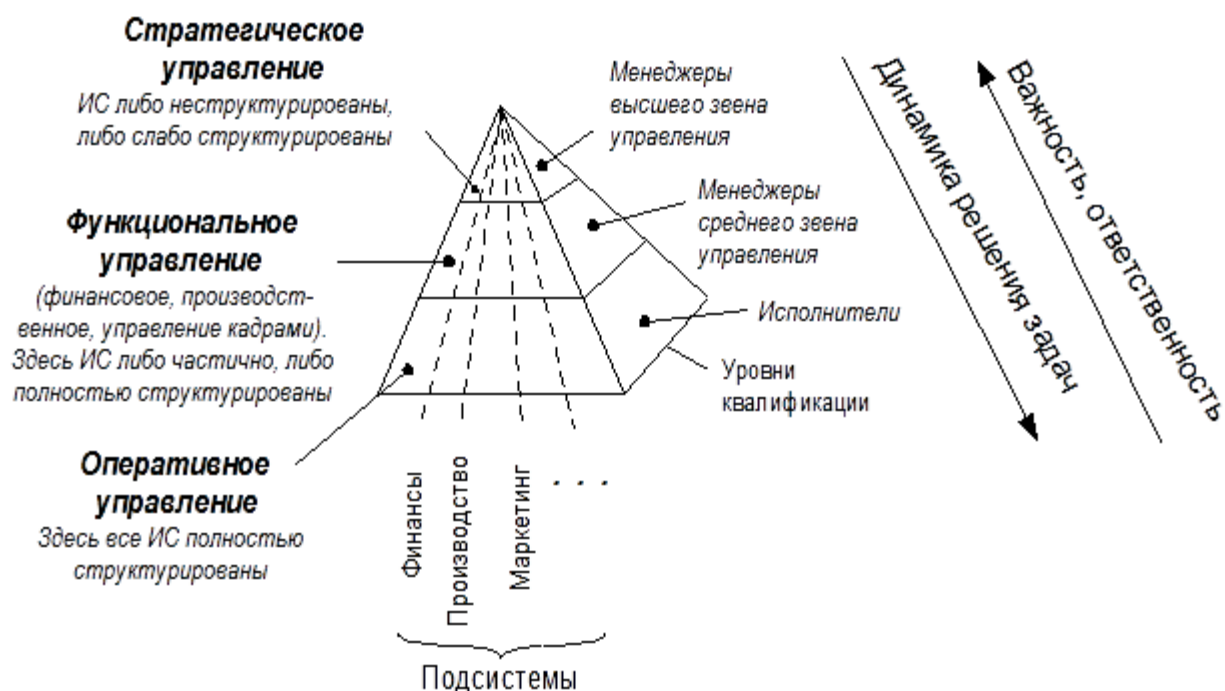 Стратегическое
управление
ИС либо неструктурированы,
либо слабо структурированы
Функциональное
управление
(финансовое, производст-
венное, управление кадрами).
Здесь ИС либо частично, либо
полностью структурированы
Оперативное
управление
Здесь все ИС полностью
структурированы
Менеджеры
высшего звена
управления
Менеджеры
среднего звена
управления
Исполнители
Уровни
квалификации
Динамика решения задач
Важность, ответственность
Финансы
Производство
Маркетинг
. . .
Подсистемы